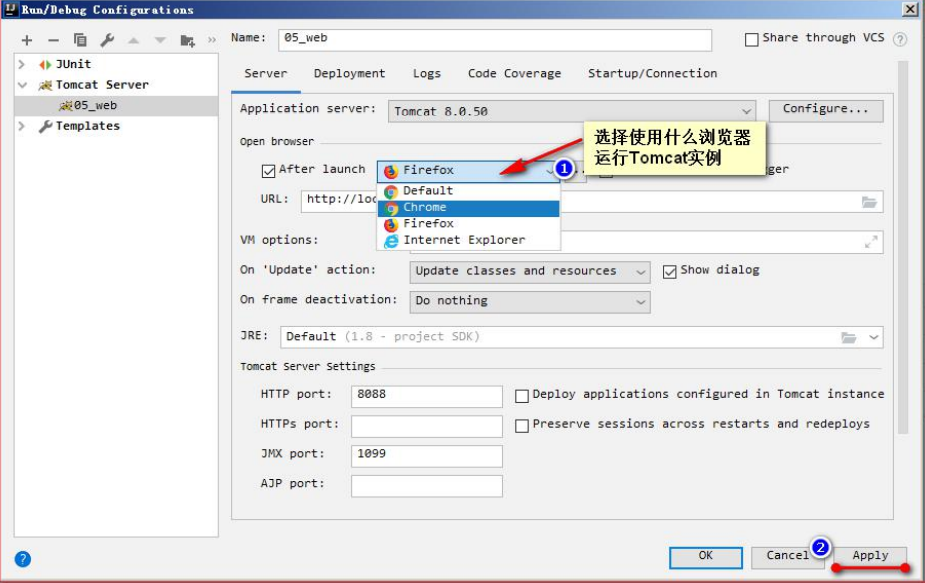 Run/Debug Configurations
Name: 05_web
Share through VCS
JUnit
Tomcat Server
05_web
Templates
Server Deployment Logs Code Coverage Startup/Connection
Application server: Tomcat 8.0.50 Configure...
选择使用什么浏览器
运行Tomcat实例
Open browser
After launch Firefox 1
Default
Chrome
Firefox
Internet Explorer
URL: http://loc
VM options:
On 'Update' action: Update classes and resources Show dialog
On frame deactivation: Do nothing
JRE: Default (1.8 - project SDK)
Tomcat Server Settings
HTTP port: 8088 Deploy applications configured in Tomcat instance
HTTPs port: Preserve sessions across restarts and redeploys
JMX port: 1099
AJP port:
OK Cancel 2 Apply